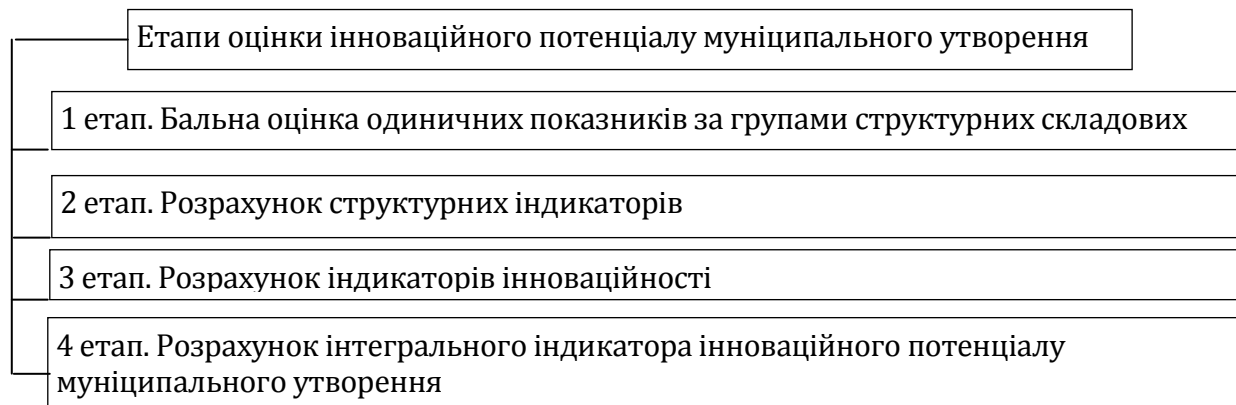 Етапи оцінки інноваційного потенціалу муніципального утворення
1 етап. Бальна оцінка одиничних показників за групами структурних складових
2 етап. Розрахунок структурних індикаторів
3 етап. Розрахунок індикаторів інноваційності
4 етап. Розрахунок інтегрального індикатора інноваційного потенціалу
муніципального утворення